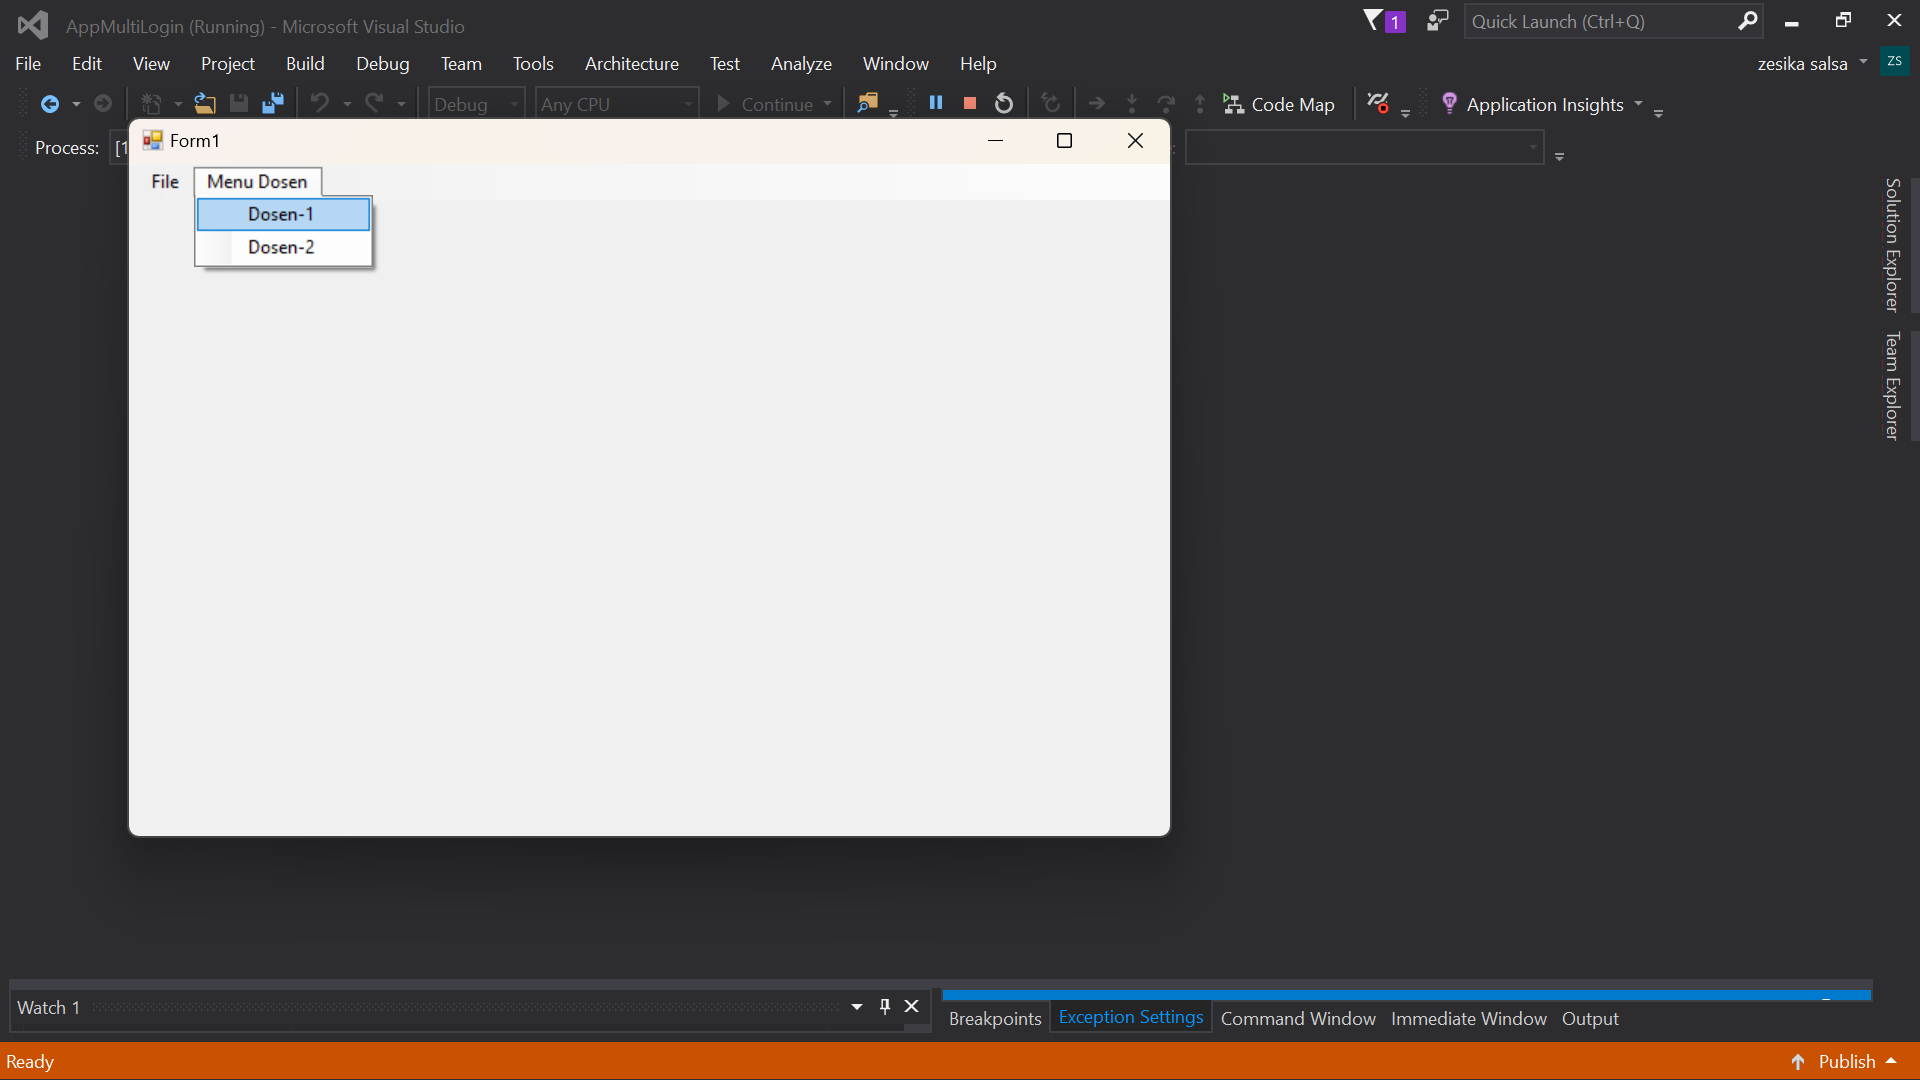 AppMultiLogin (Running) - Microsoft Visual Studio
1
Quick Launch (Ctrl+Q)
File Edit View Project Build Debug Team Tools Architecture Test Analyze Window Help
zesika salsa
ZS
Debug
Any CPU
Continue
Code Map
Application Insights
Process:
[1
Form1
File
Menu Dosen
Dosen-1
Dosen-2
Solution Explorer
Team Explorer
Watch 1
Breakpoints
Exception Settings
Command Window
Immediate Window
Output
Ready
Publish